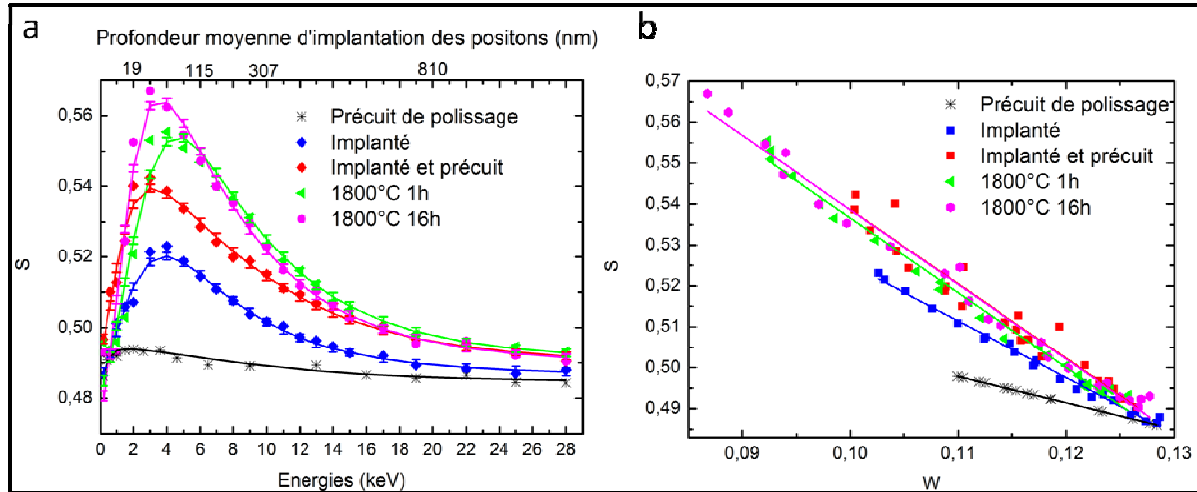 a
Profondeur moyenne d'implantation des positons (nm)
19 115 307 810
0,56
0,54
0,52
0,50
0,48
S
Précuit de polissage
Implanté
Implanté et précuit
1800°C 1h
1800°C 16h
0 2 4 6 8 10 12 14 16 18 20 22 24 26 28
Energies (keV)
b
0,57
0,56
0,55
0,54
0,53
0,52
0,51
0,50
0,49
S
Précuit de polissage
Implanté
Implanté et précuit
1800°C 1h
1800°C 16h
0,09 0,10 0,11 0,12 0,13
W